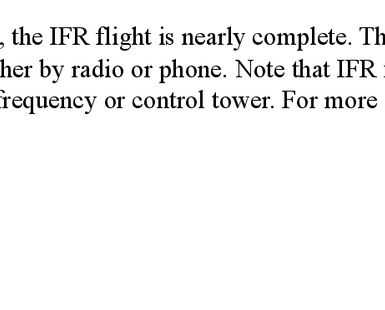 , the IFR flight is nearly complete. Th
her by radio or phone. Note that IFR
frequency or control tower. For more